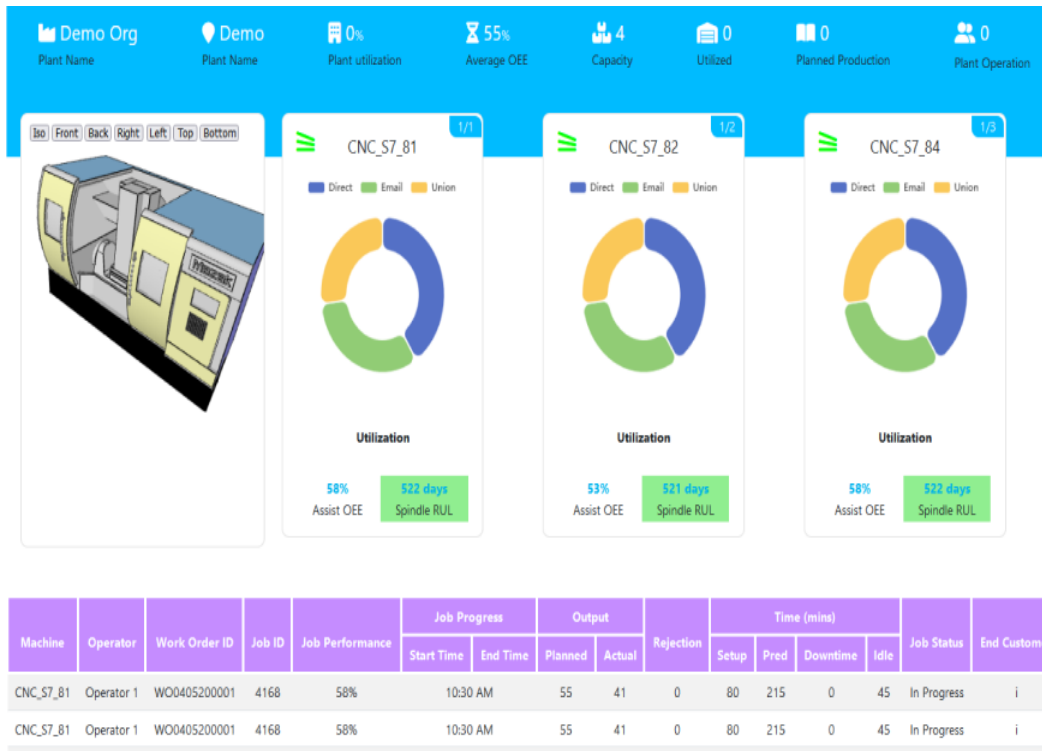 Demo Org
Plant Name
Demo
Plant Name
0%
Plant utilization
55%
Average OEE
4
Capacity
0
Utilized
0
Planned Production
0
Plant Operation
Iso Front Back Right Left Top Bottom
Mazak
1/1
CNC_S7_81
Direct Email Union
Utilization
58%
Assist OEE
522 days
Spindle RUL
1/2
CNC_S7_82
Direct Email Union
Utilization
53%
Assist OEE
521 days
Spindle RUL
1/3
CNC_S7_84
Direct Email Union
Utilization
58%
Assist OEE
522 days
Spindle RUL
Machine Operator Work Order ID Job ID Job Performance Job Progress Output Rejection Time (mins) Job Status End Custom
Start Time End Time Planned Actual Setup Pred Downtime Idle
CNC_S7_81 Operator 1 WO0405200001 4168 58% 10:30 AM 55 41 0 80 215 0 45 In Progress i
CNC_S7_81 Operator 1 WO0405200001 4168 58% 10:30 AM 55 41 0 80 215 0 45 In Progress i